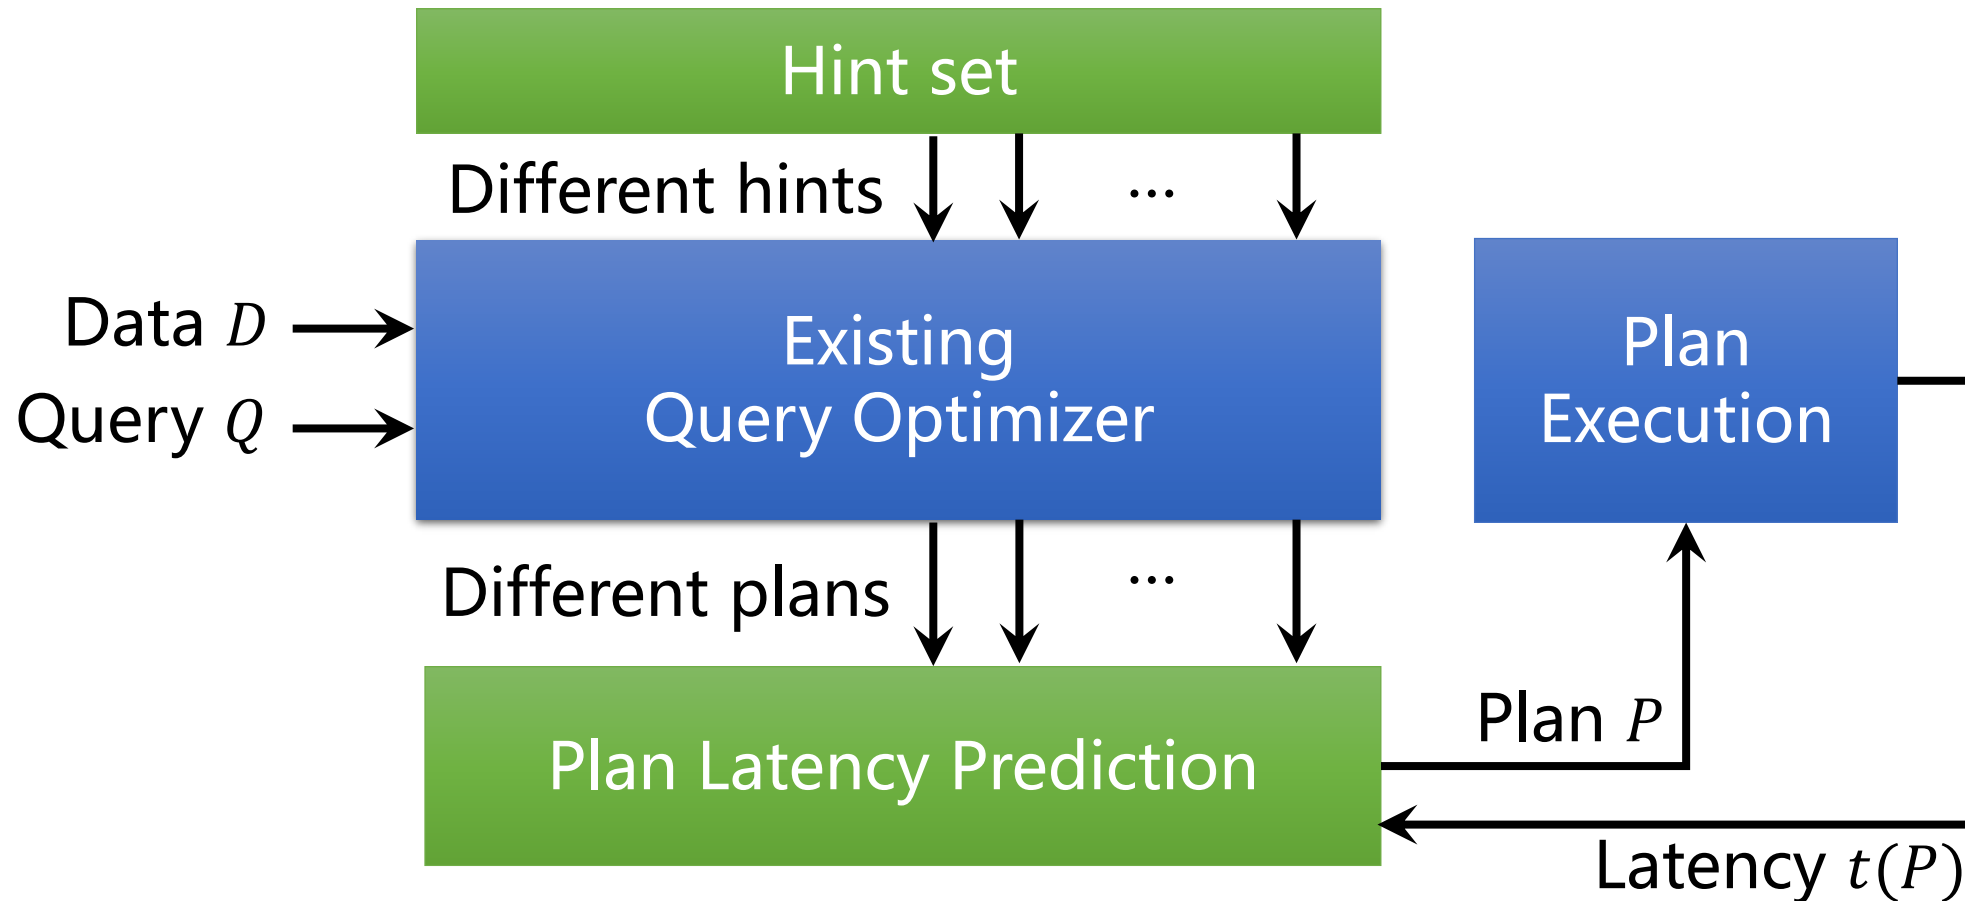 Hint set
Different hints
...
Data D
Query Q
Existing
Query Optimizer
Plan
Execution
Different plans
...
Plan P
Plan Latency Prediction
Latency t(P)